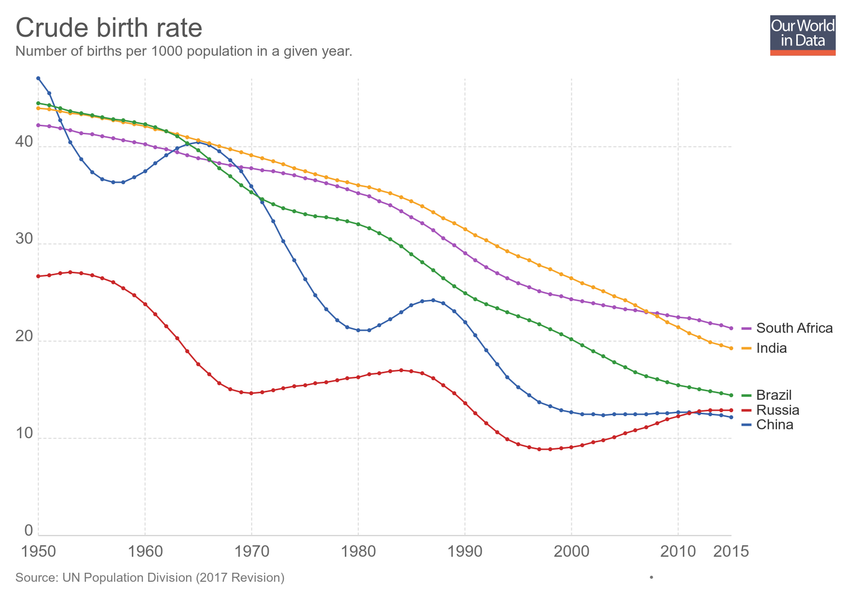 Crude birth rate
Number of births per 1000 population in a given year.
Our World
in Data
40
30
20
10
0
1950 1960 1970 1980 1990 2000 2010 2015
South Africa
India
Brazil
Russia
China
Source: UN Population Division (2017 Revision)